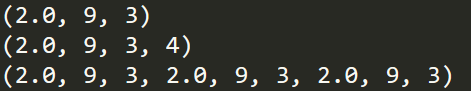 (2.0, 9, 3)
(2.0, 9, 3, 4)
(2.0, 9, 3, 2.0, 9, 3, 2.0, 9, 3)